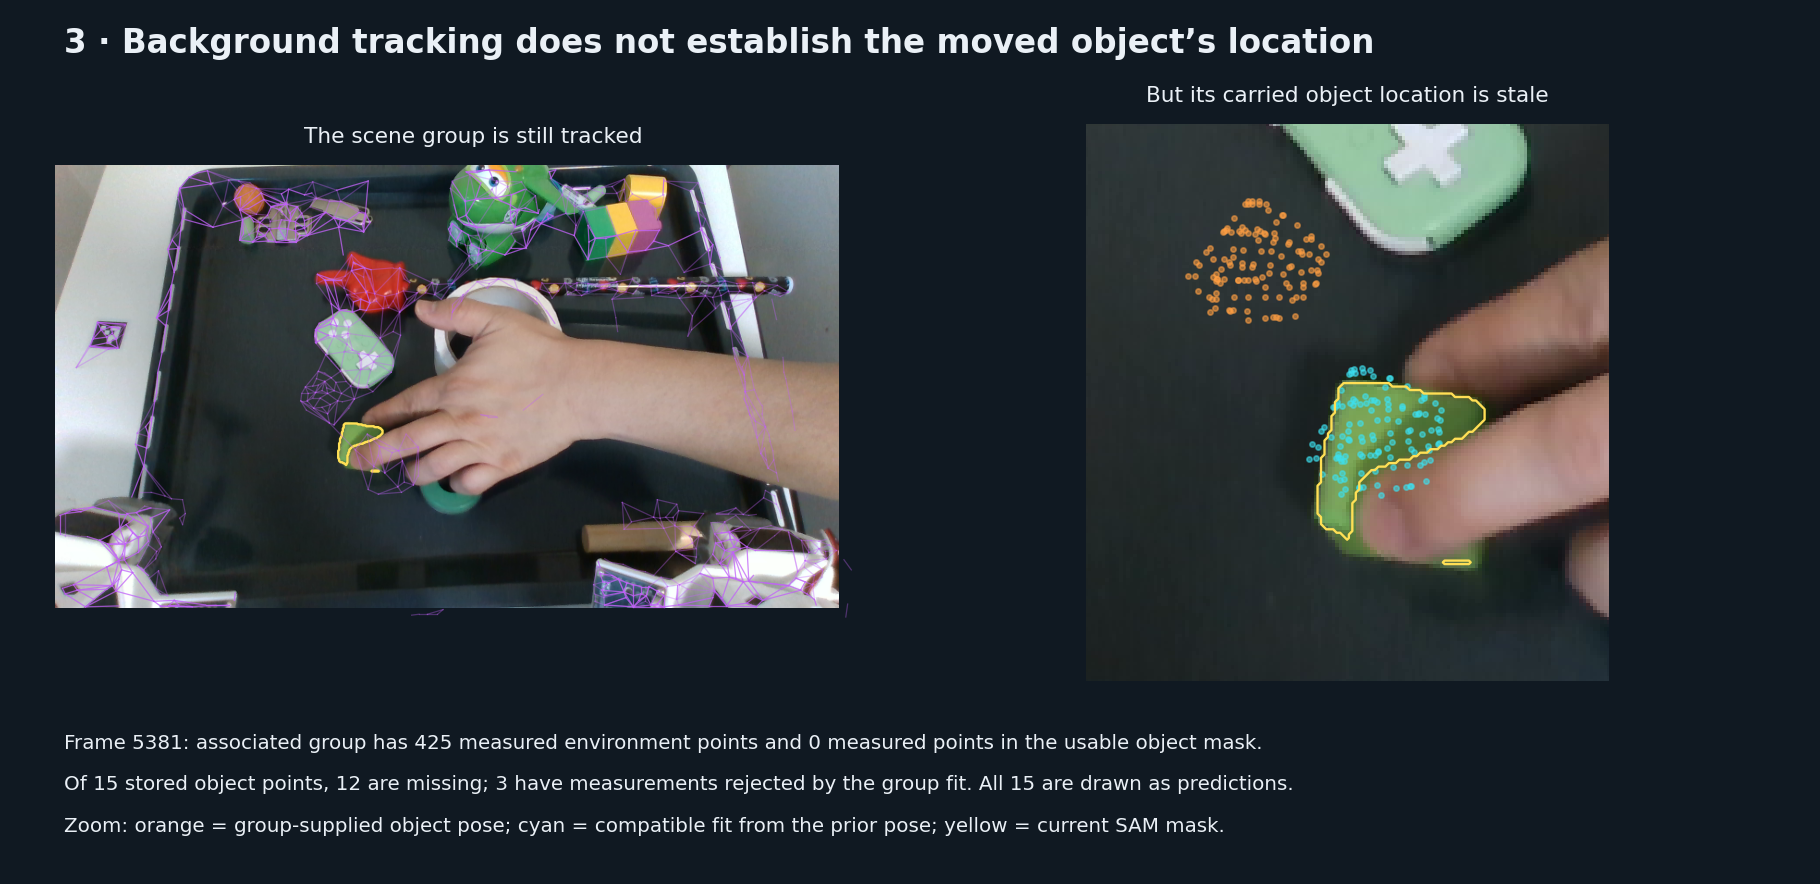 3 · Background tracking does not establish the moved object’s location
But its carried object location is stale
The scene group is still tracked
Frame 5381: associated group has 425 measured environment points and 0 measured points in the usable object mask.
Of 15 stored object points, 12 are missing; 3 have measurements rejected by the group fit. All 15 are drawn as predictions.
Zoom: orange = group-supplied object pose; cyan = compatible fit from the prior pose; yellow = current SAM mask.